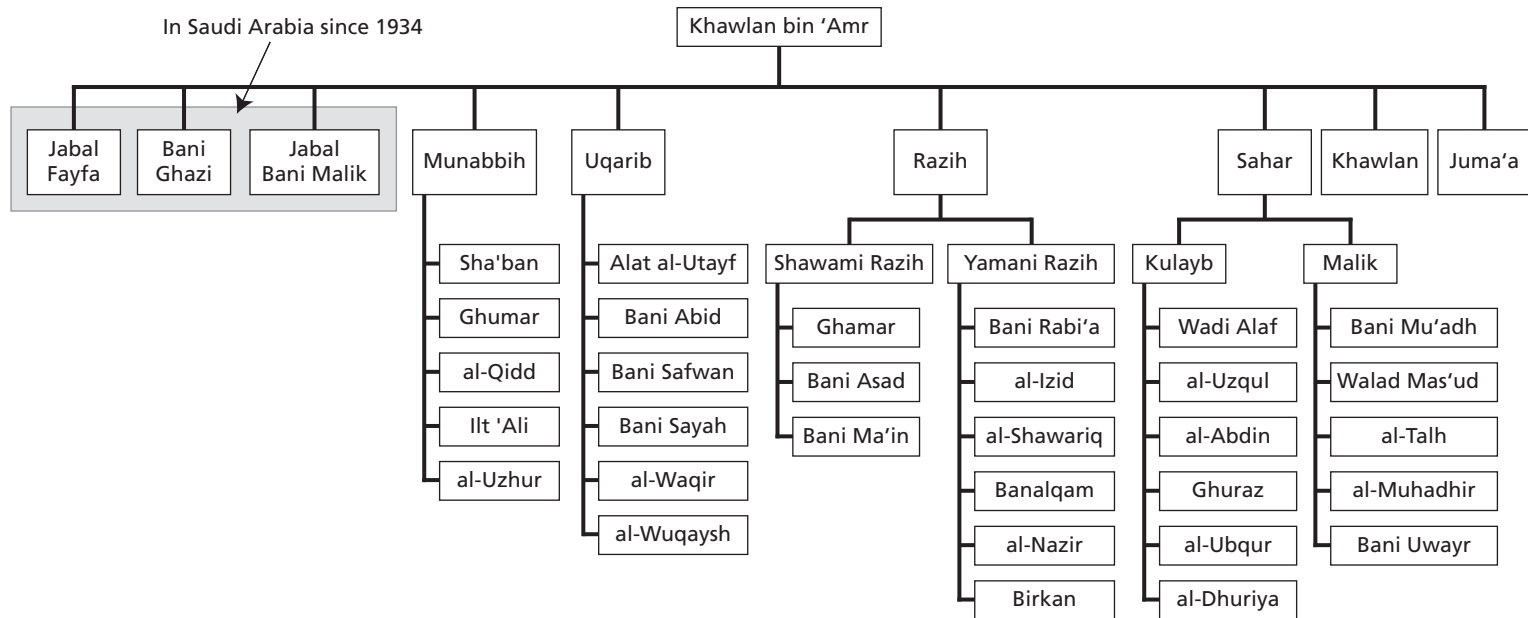 In Saudi Arabia since 1934
Khawlan bin ‘Amr
Jabal
Fayfa
Bani
Ghazi
Jabal
Bani Malik
Munabbih
Uqarib
Razih
Sahar
Khawlan
Juma‘a
Sha'ban
Ghumar
al-Qidd
Ilt 'Ali
al-Uzhur
Alat al-Utayf
Bani Abid
Bani Safwan
Bani Sayah
al-Waqir
al-Wuqaysh
Shawami Razih
Ghamar
Bani Asad
Bani Ma’in
Yamani Razih
Bani Rabi‘a
al-Izid
al-Shawariq
Banalqam
al-Nazir
Birkan
Kulayb
Wadi Alaf
al-Uzqul
al-Abdin
Ghuraz
al-Ubqur
al-Dhuriya
Malik
Bani Mu‘adh
Walad Mas‘ud
al-Talh
al-Muhadhir
Bani Uwayr